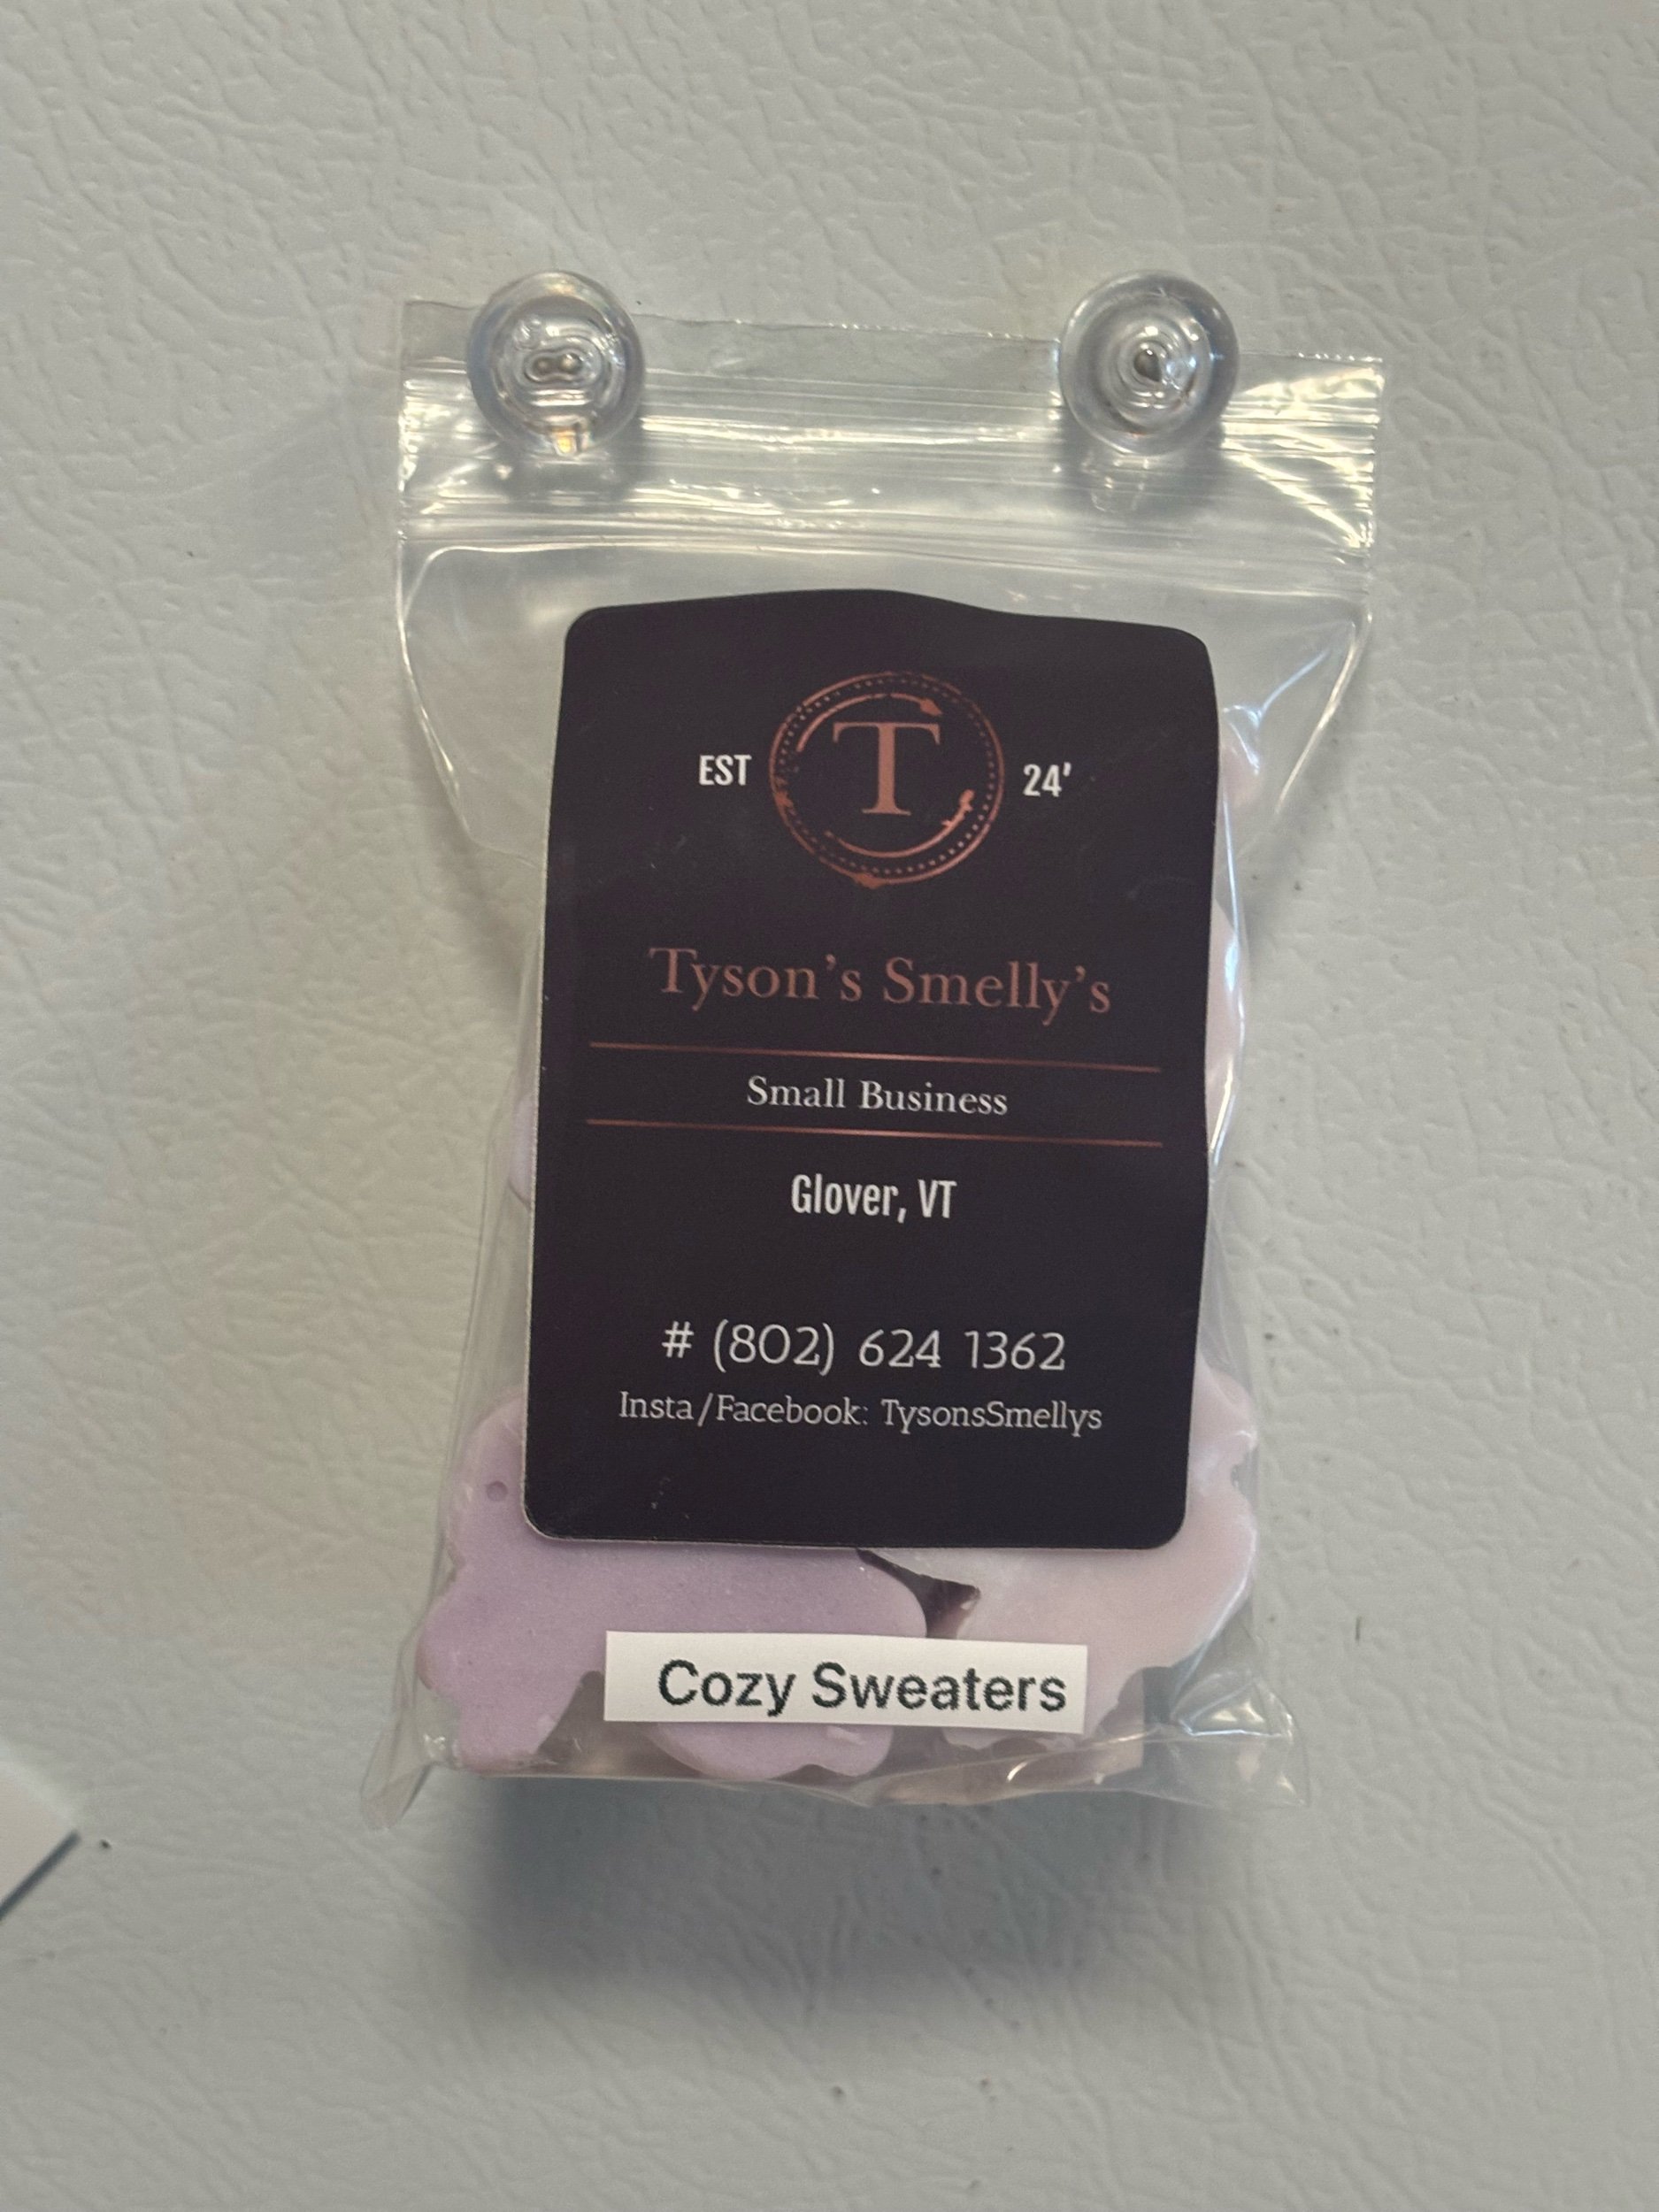 EST T 24'
Tyson's Smelly's
Small Business
Glover, VT
# (802) 624 1362
Insta/Facebook: TysonsSmellys
Cozy Sweaters